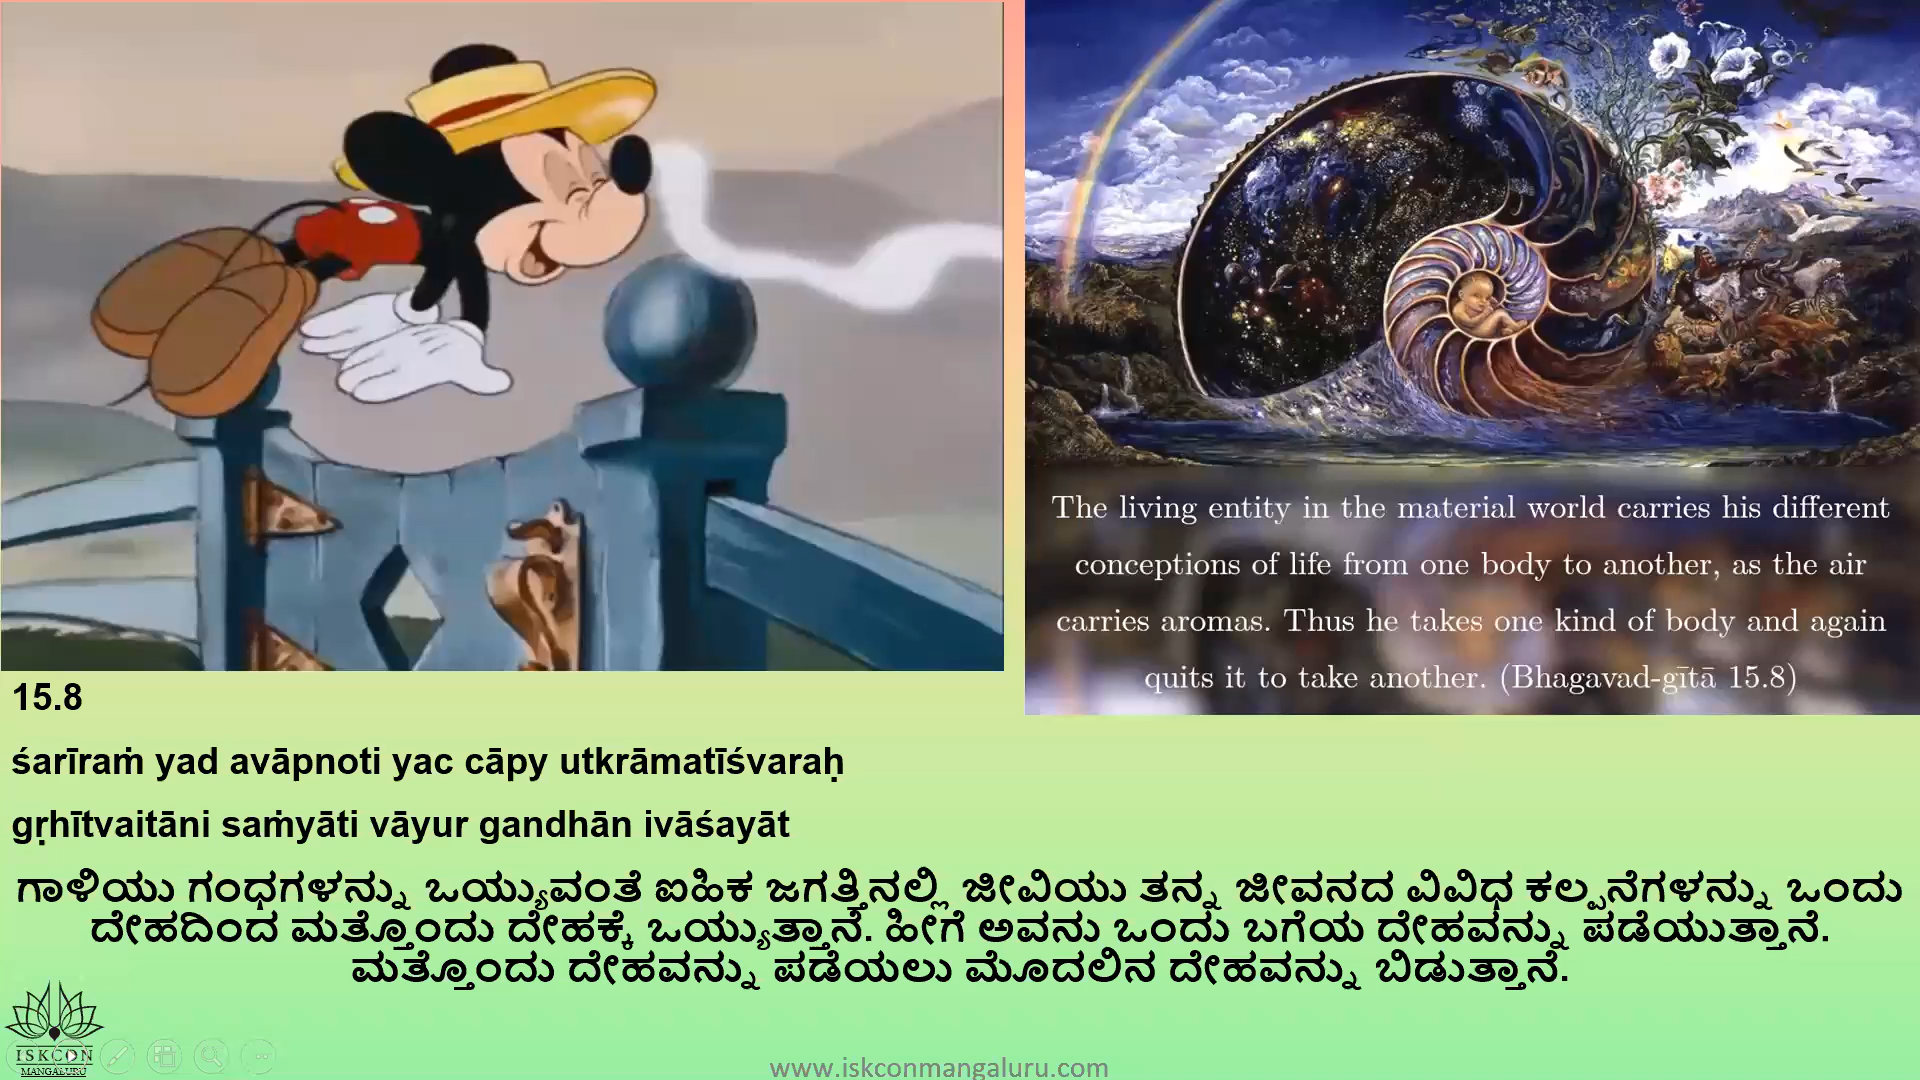 The living entity in the material world carries his different
conceptions of life from one body to another, as the air
carries aromas. Thus he takes one kind of body and again
quits it to take another. (Bhagavad-gītā 15.8)
15.8
śarīraṁ yad avāpnoti yac cāpy utkrāmatīśvaraḥ
gṛhītvaitāni saṁyāti vāyur gandhān ivāśayāt
ಗಾಳಿಯು ಗಂಧಗಳನ್ನು ಒಯ್ಯುವಂತೆ ಐಹಿಕ ಜಗತ್ತಿನಲ್ಲಿ ಜೀವಿಯು ತನ್ನ ಜೀವನದ ವಿವಿಧ ಕಲ್ಪನೆಗಳನ್ನು ಒಂದು
ದೇಹದಿಂದ ಮತ್ತೊಂದು ದೇಹಕ್ಕೆ ಒಯ್ಯುತ್ತಾನೆ. ಹೀಗೆ ಅವನು ಒಂದು ಬಗೆಯ ದೇಹವನ್ನು ಪಡೆಯುತ್ತಾನೆ.
ಮತ್ತೊಂದು ದೇಹವನ್ನು ಪಡೆಯಲು ಮೊದಲಿನ ದೇಹವನ್ನು ಬಿಡುತ್ತಾನೆ.
ISKCON
MANGALURU
www.iskconmangaluru.com